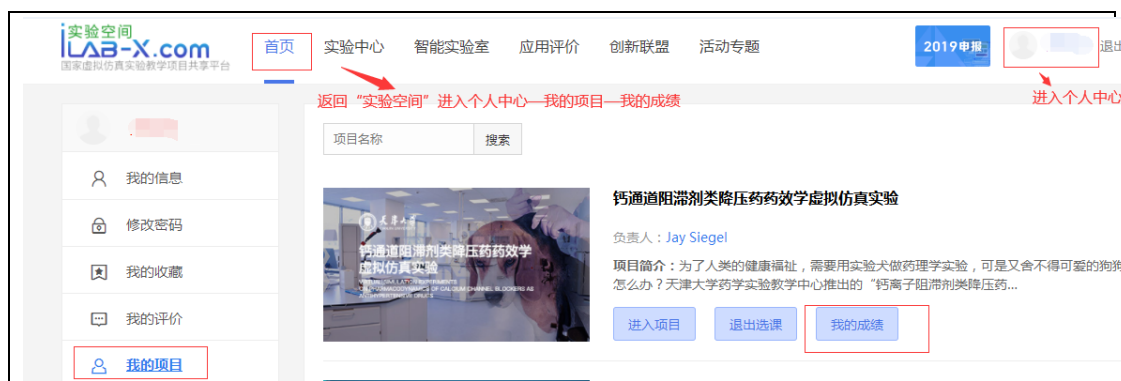 实验空间
iLAB-X.com
国家虚拟仿真实验教学项目共享平台
首页 实验中心 智能实验室 应用评价 创新联盟 活动专题
2019申报
退出
返回“实验空间”进入个人中心—我的项目—我的成绩
进入个人中心
项目名称 搜索
我的信息
修改密码
我的收藏
我的评价
我的项目
天津大学
钙通道阻滞剂类降压药药效学
虚拟仿真实验
VIRTUAL SIMULATION EXPERIMENTS
ON PHARMACODYNAMICS OF CALCIUM CHANNEL BLOCKERS AS
ANTIHYPERTENSIVE DRUGS
钙通道阻滞剂类降压药药效学虚拟仿真实验
负责人：Jay Siegel
项目简介：为了人类的健康福祉，需要用实验犬做药理学实验，可是又舍不得可爱的狗狗
怎么办？天津大学药学实验教学中心推出的“钙离子阻滞剂类降压药...
进入项目 退出选课 我的成绩